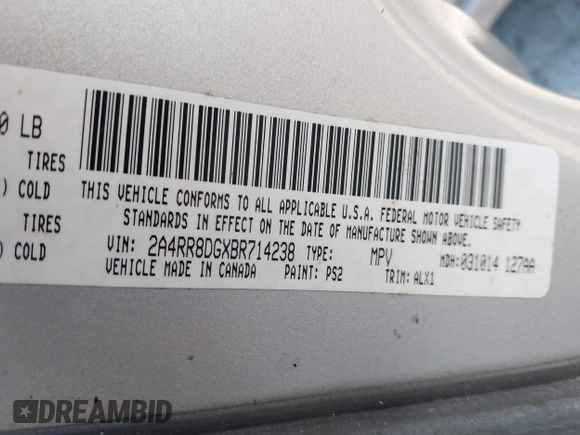 0 LB
TIRES
) COLD
TIRES
) COLD
THIS VEHICLE CONFORMS TO ALL APPLICABLE U.S.A. FEDERAL MOTOR VEHICLE SAFETY
STANDARDS IN EFFECT ON THE DATE OF MANUFACTURE SHOWN ABOVE.
VIN: 2A4RR8DGXBR714238 TYPE: MPV MDH:031014 127AA
VEHICLE MADE IN CANADA PAINT: PS2 TRIM: ALX1
DREAMBID